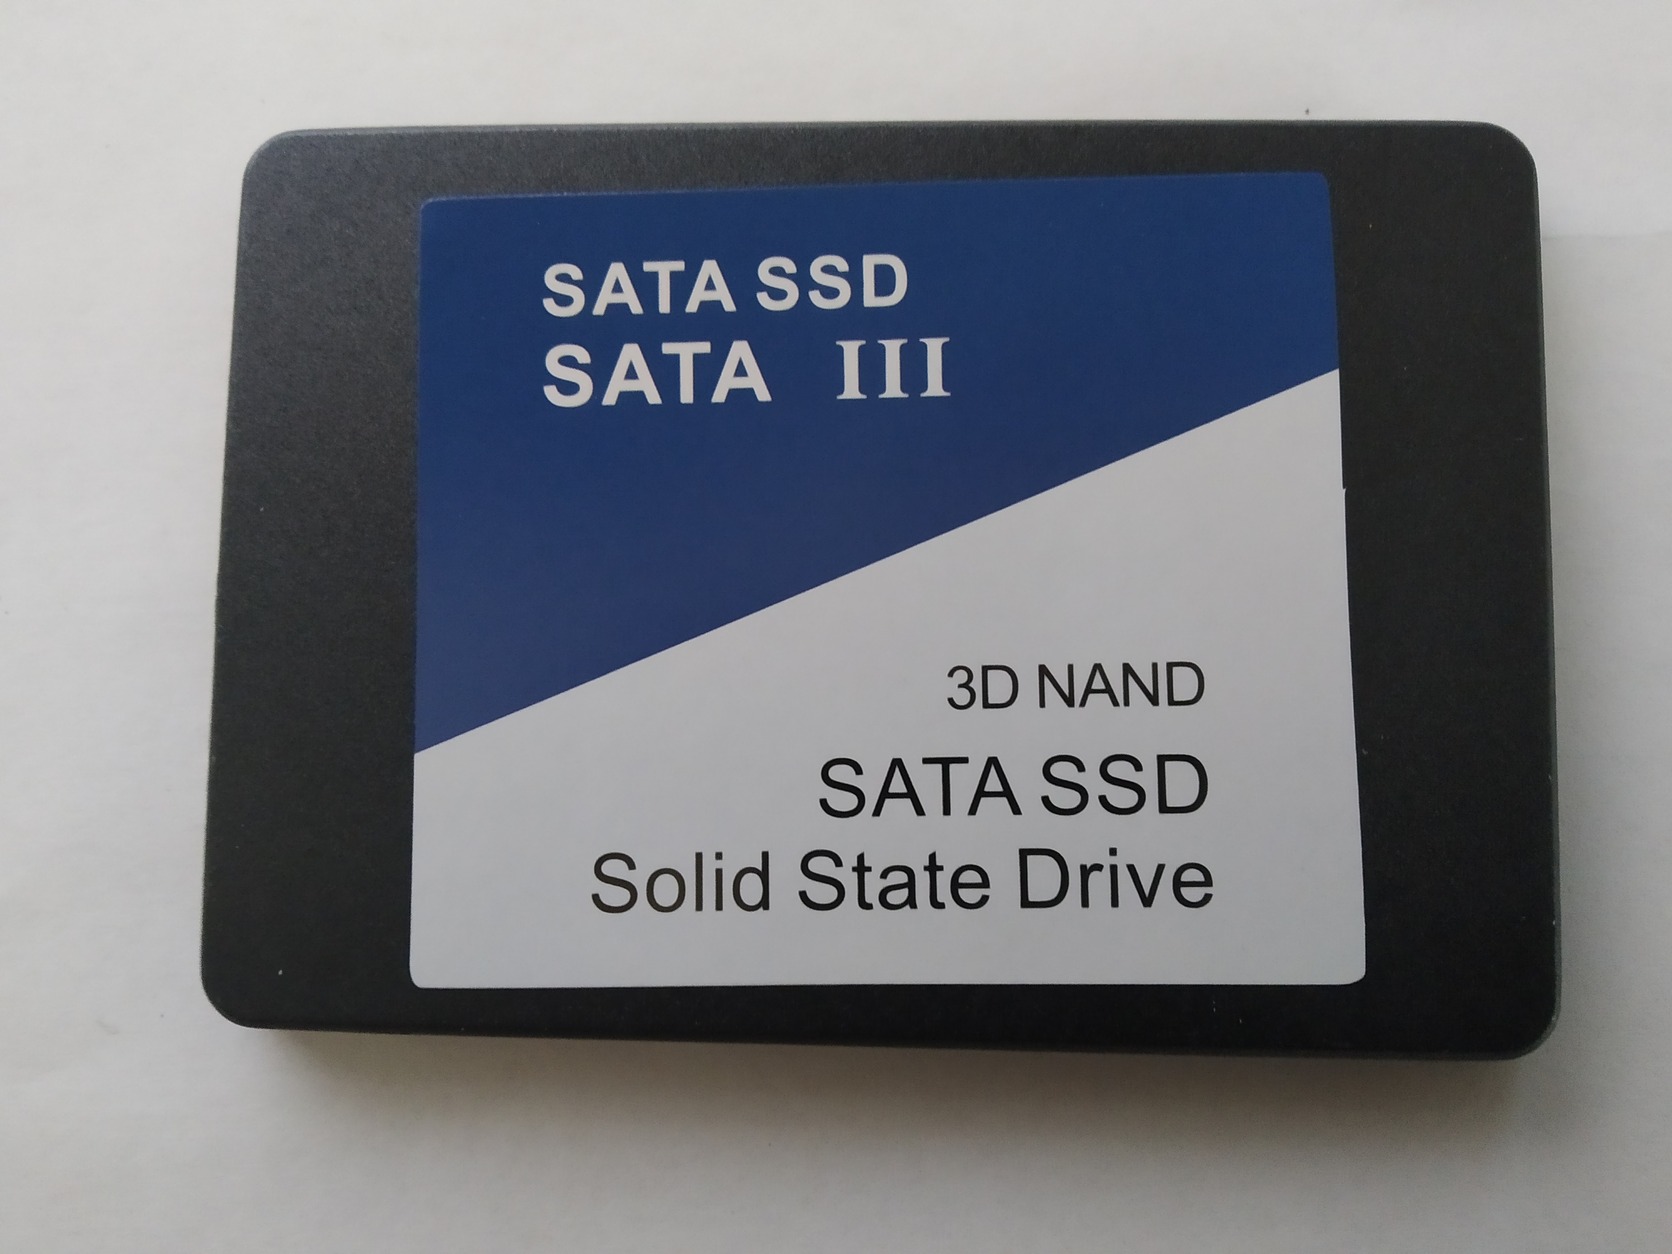 SATA SSD
SATA III
3D NAND
SATA SSD
Solid State Drive